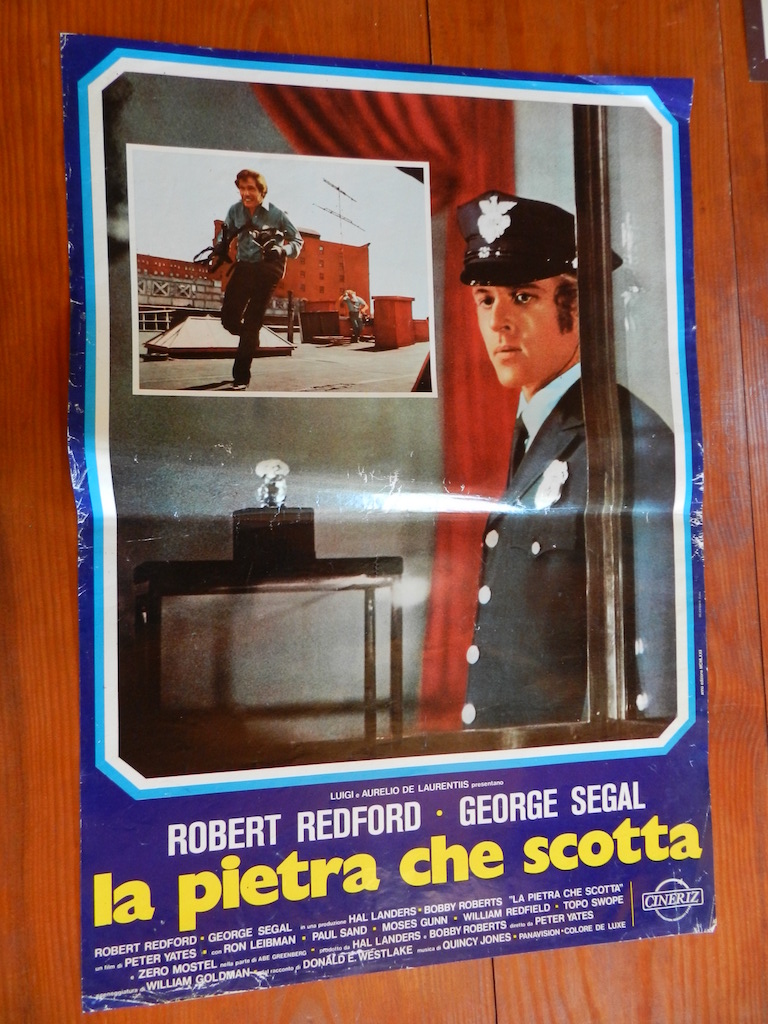 LUIGI e AURELIO DE LAURENTIIS presentano
ROBERT REDFORD · GEORGE SEGAL
la pietra che scotta
ROBERT REDFORD · GEORGE SEGAL in una produzione HAL LANDERS · BOBBY ROBERTS "LA PIETRA CHE SCOTTA"
un film di PETER YATES · con RON LEIBMAN · PAUL SAND · MOSES GUNN · WILLIAM REDFIELD · TOPO SWOPE
e ZERO MOSTEL nella parte di ABE GREENBERG · prodotto da HAL LANDERS e BOBBY ROBERTS diretto da PETER YATES
sceneggiatura di WILLIAM GOLDMAN racconto di DONALD E. WESTLAKE musica di QUINCY JONES · PANAVISION · COLORE DE LUXE
CINERIZ